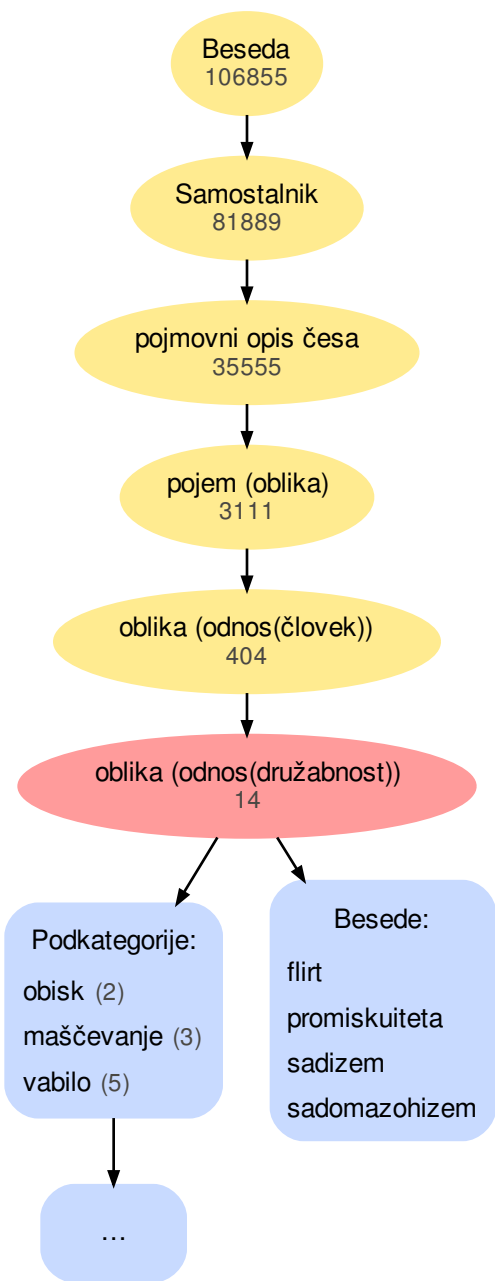 Beseda
106855
Samostalnik
81889
pojmovni opis česa
35555
pojem (oblika)
3111
oblika (odnos(človek))
404
oblika (odnos(družabnost))
14
Podkategorije:
obisk (2)
maščevanje (3)
vabilo (5)
Besede:
flirt
promiskuiteta
sadizem
sadomazohizem
...